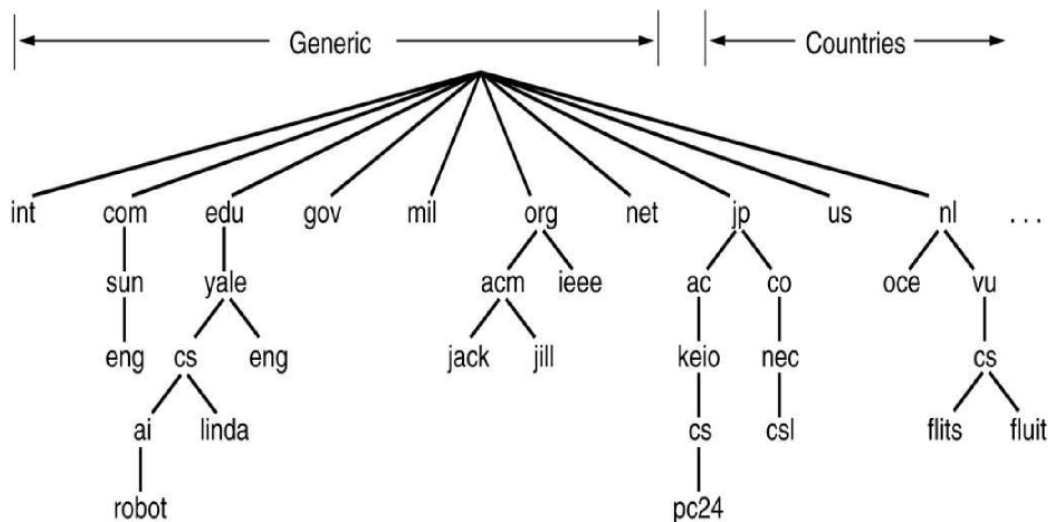 Generic Countries
int com edu gov mil org net jp us nl ...
sun yale acm ieee ac co oce vu
eng cs eng jack jill keio nec cs
ai linda cs csl flits fluit
robot pc24